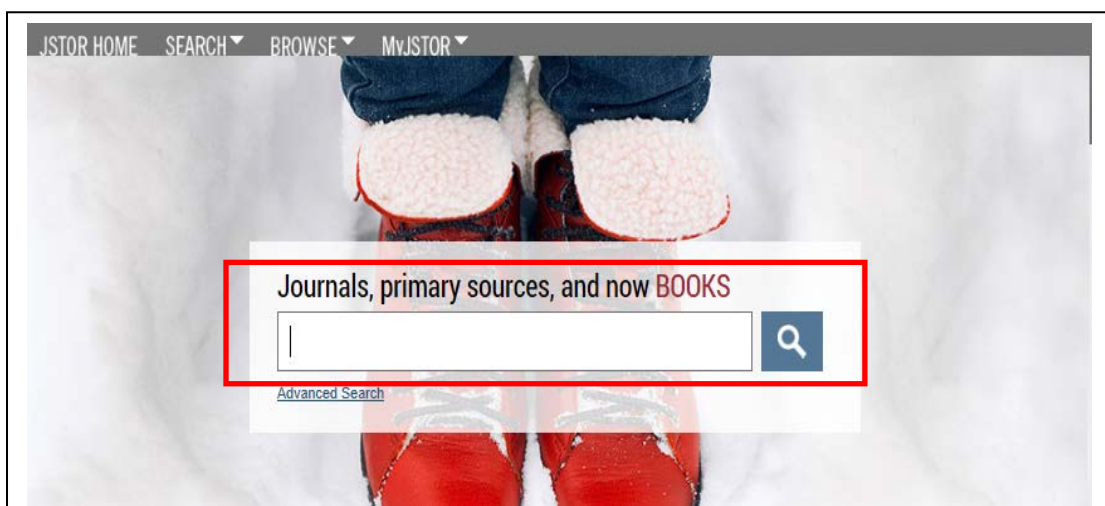 JSTOR HOME SEARCH BROWSE MyJSTOR
Journals, primary sources, and now BOOKS
Advanced Search